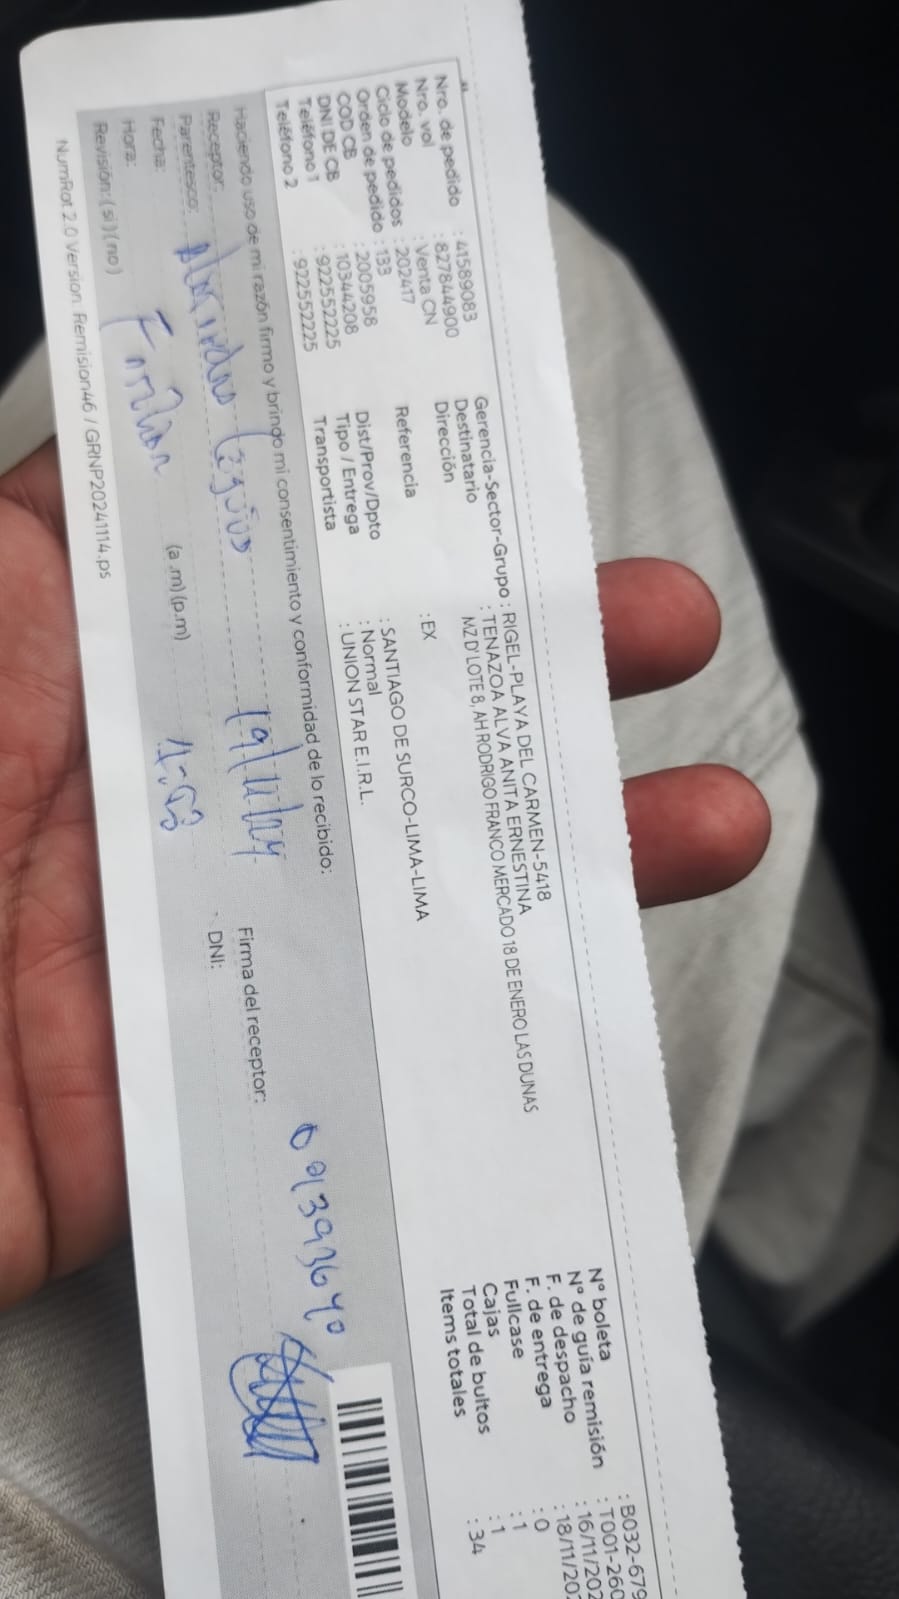 Nro. de pedido : 41589083
Nro. vol : 827844900
Modelo : Venta CN
Ciclo de pedidos : 202417
Orden de pedido : 133
COD CB : 2005958
DNI DE CB : 10344208
Teléfono 1 : 922552225
Teléfono 2 : 922552225
Gerencia-Sector-Grupo : RIGEL-PLAYA DEL CARMEN-5418
Destinatario : TENAZOA ALVA ANITA ERNESTINA
Dirección MZ D' LOTE 8, AH RODRIGO FRANCO MERCADO 18 DE ENERO LAS DUNAS
Referencia : EX
Dist/Prov/Dpto : SANTIAGO DE SURCO-LIMA-LIMA
Tipo / Entrega : Normal
Transportista : UNION STAR E.I.R.L.
N° boleta : B032-679
N° de guía remisión : T001-260
F. de despacho : 16/11/202
F. de entrega : 18/11/202
Fullcase : 0
Cajas : 1
Total de bultos : 1
Items totales : 34
Haciendo uso de mi razón firmo y brindo mi consentimiento y conformidad de lo recibido:
Receptor: 19/11/24 Firma del receptor:
Parentesco: DNI:
Fecha: (a .m) (p.m)
Hora:
Revisión: ( si ) ( no )
NumRot 2.0 Version. Remision46 / GRNP20241114.ps